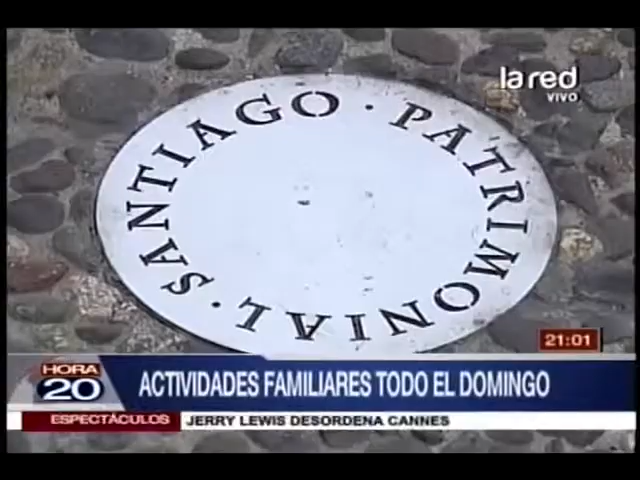 la red
VIVO
SANTIAGO · PATRIMONIAL ·
21:01
HORA 20
ACTIVIDADES FAMILIARES TODO EL DOMINGO
ESPECTÁCULOS JERRY LEWIS DESORDENA CANNES